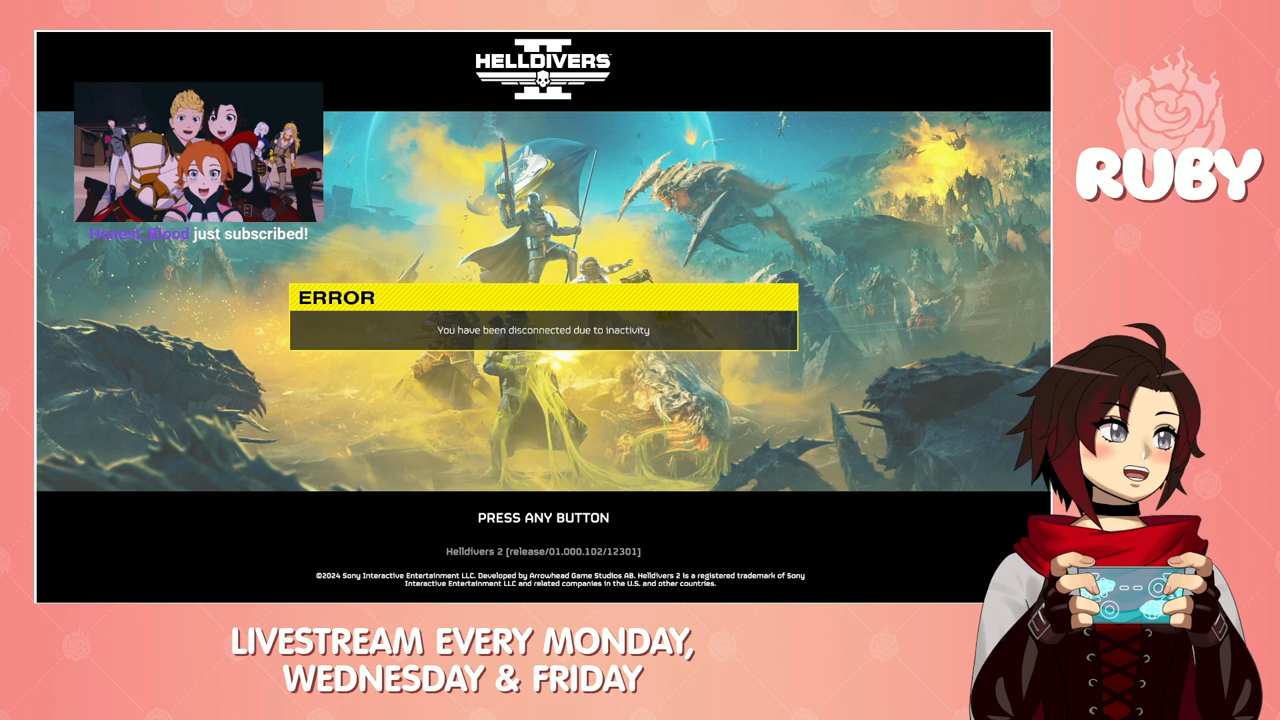 HELLDIVERS
II
RUBY
Honest_Blood just subscribed!
ERROR
You have been disconnected due to inactivity
PRESS ANY BUTTON
Helldivers 2 [release/01.000.102/12301]
©2024 Sony Interactive Entertainment LLC. Developed by Arrowhead Game Studios AB. Helldivers 2 is a registered trademark of Sony
Interactive Entertainment LLC and related companies in the U.S. and other countries.
LIVESTREAM EVERY MONDAY,
WEDNESDAY & FRIDAY